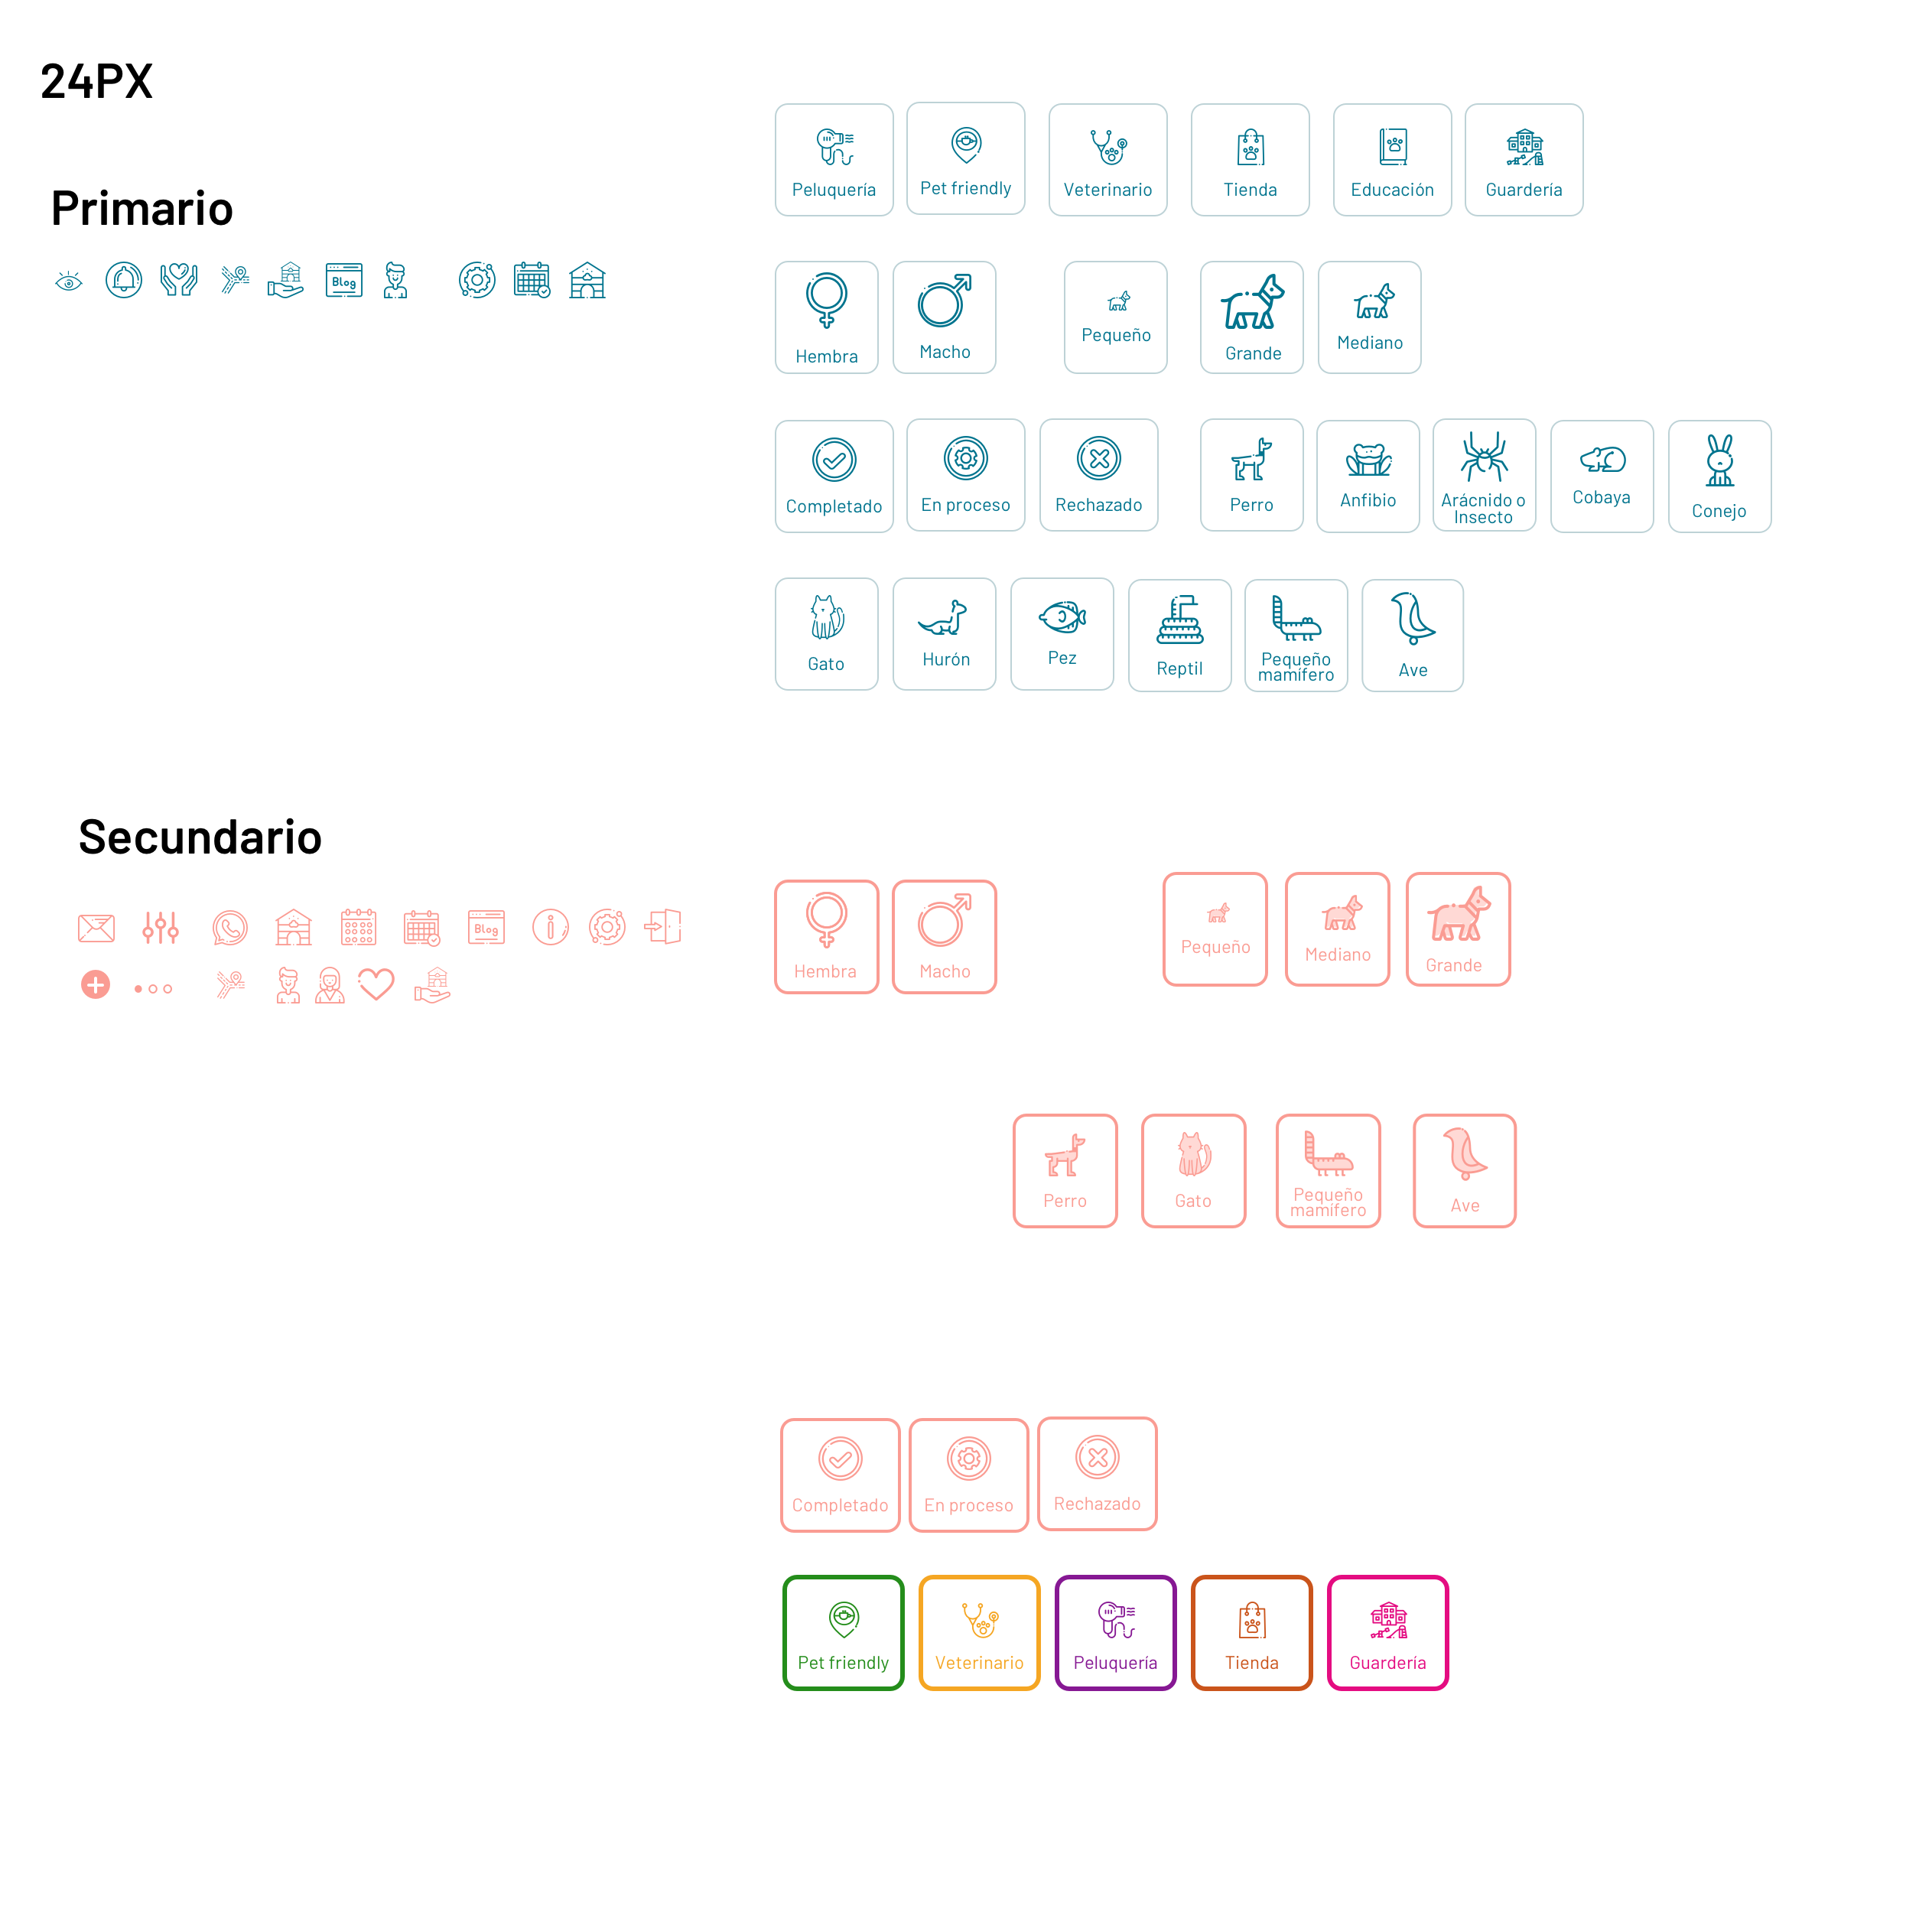 24PX
Primario
Peluquería
Pet friendly
Veterinario
Tienda
Educación
Guardería
Blog
Hembra
Macho
Pequeño
Grande
Mediano
Completado
En proceso
Rechazado
Perro
Anfibio
Arácnido o
Insecto
Cobaya
Conejo
Gato
Hurón
Pez
Reptil
Pequeño
mamífero
Ave
Secundario
Blog
Hembra
Macho
Pequeño
Mediano
Grande
Perro
Gato
Pequeño
mamífero
Ave
Completado
En proceso
Rechazado
Pet friendly
Veterinario
Peluquería
Tienda
Guardería